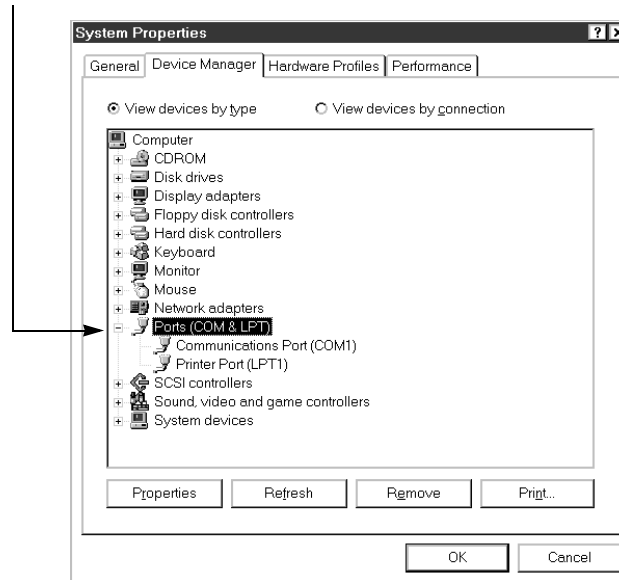 System Properties
General Device Manager Hardware Profiles Performance
View devices by type View devices by connection
Computer
CDROM
Disk drives
Display adapters
Floppy disk controllers
Hard disk controllers
Keyboard
Monitor
Mouse
Network adapters
Ports (COM & LPT)
Communications Port (COM1)
Printer Port (LPT1)
SCSI controllers
Sound, video and game controllers
System devices
Properties Refresh Remove Print...
OK Cancel